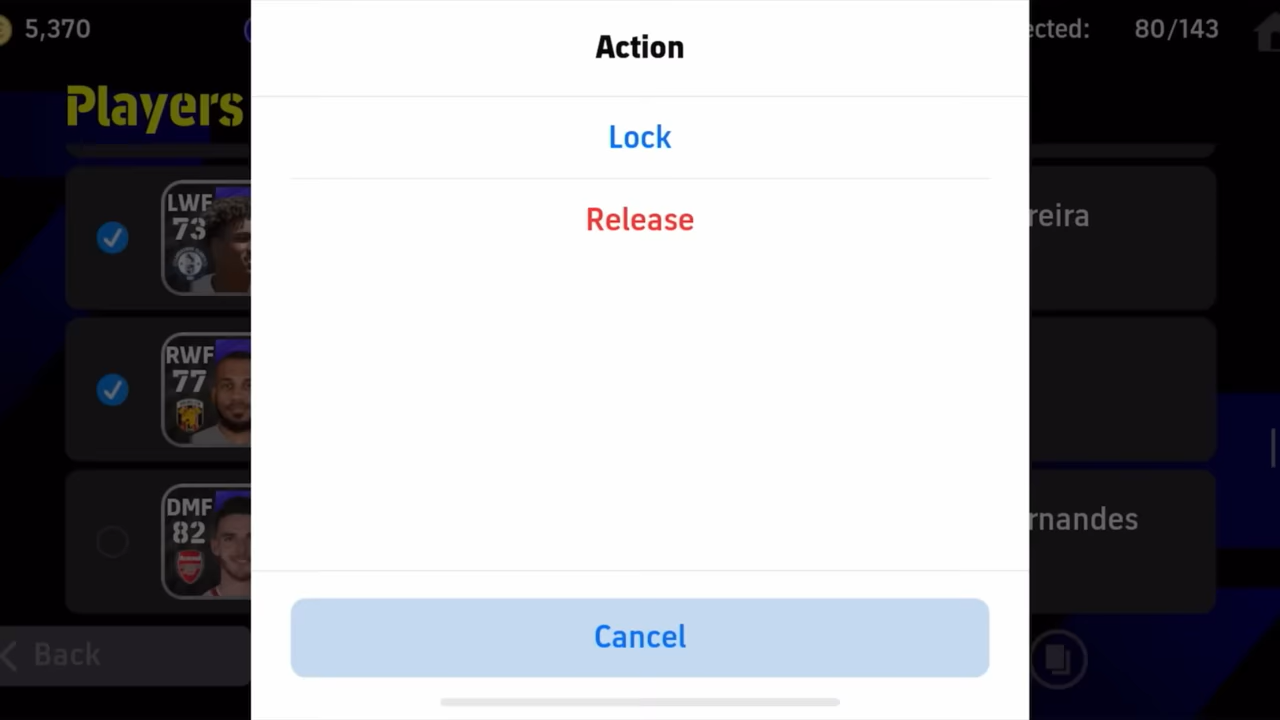 5,370
ected: 80/143
Action
Players
Lock
LWF
73
reira
Release
RWF
77
DMF
82
rnandes
Cancel
Back